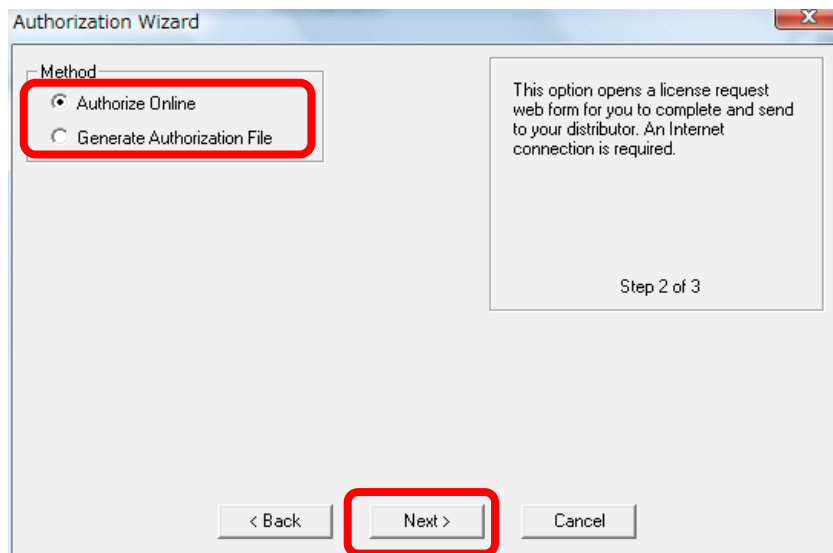 Authorization Wizard
X
Method
Authorize Online
Generate Authorization File
This option opens a license request
web form for you to complete and send
to your distributor. An Internet
connection is required.
Step 2 of 3
< Back
Next >
Cancel